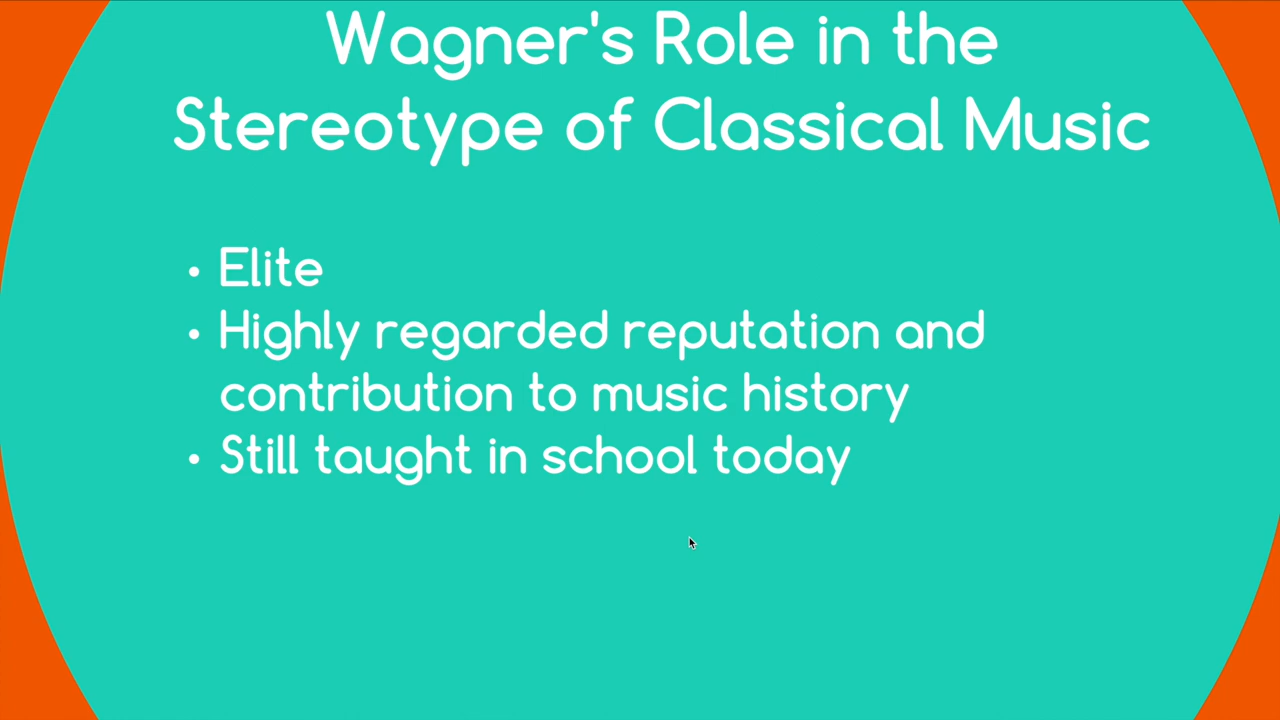 Wagner's Role in the
Stereotype of Classical Music
• Elite
• Highly regarded reputation and
contribution to music history
• Still taught in school today